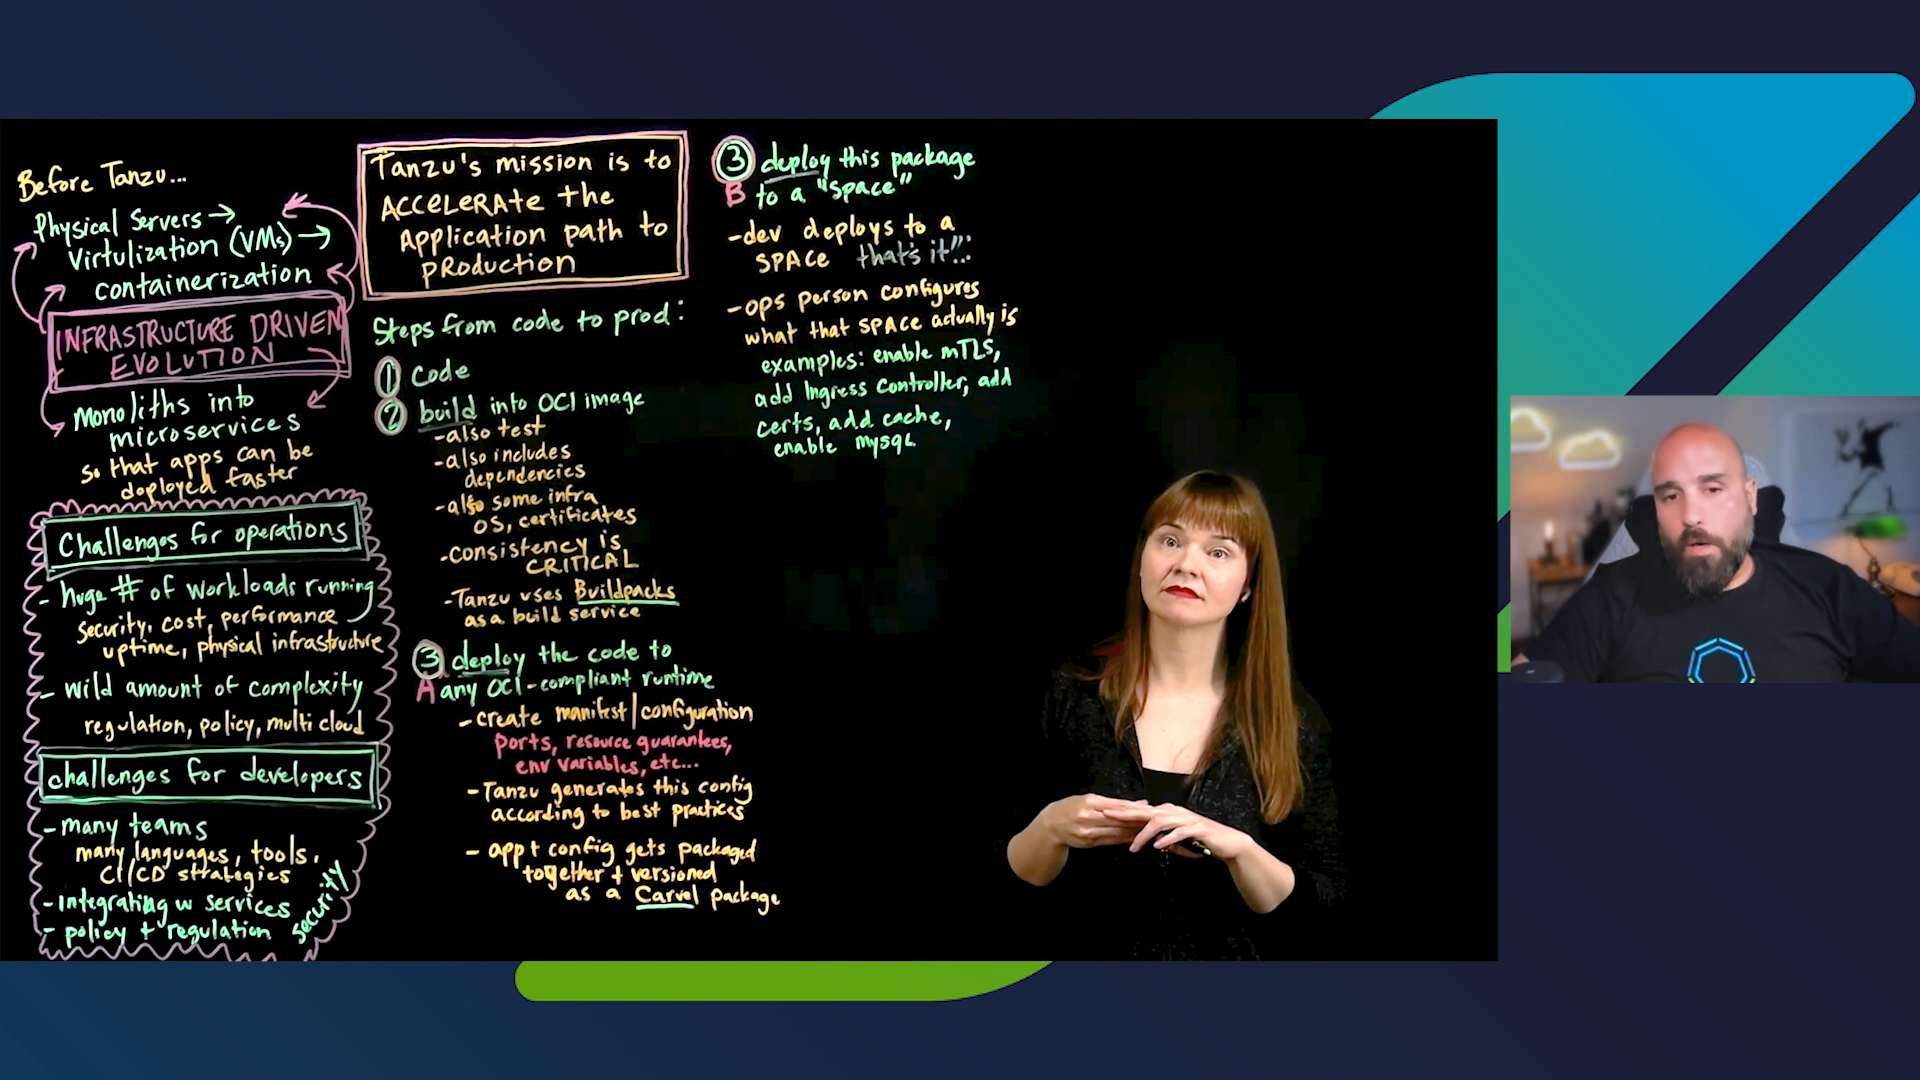 Before Tanzu...
Physical Servers →
Virtulization (VMs) →
containerization
INFRASTRUCTURE DRIVEN
EVOLUTION
Monoliths into
microservices
so that apps can be
deployed faster
Challenges for operations
- huge # of workloads running
security, cost, performance
uptime, physical infrastructure
- wild amount of complexity
regulation, policy, multi cloud
challenges for developers
- many teams
many languages, tools,
CI/CD strategies
- integrating w services
- policy + regulation
security
Tanzu's mission is to
ACCELERAte the
Application path to
pRoduction
Steps from code to prod:
① Code
② build into OCI image
- also test
- also includes
dependencies
- also some infra
OS, certificates
- consistency is
CRITICAL
- Tanzu uses Buildpacks
as a build service
③ deploy the code to
A any OCI-compliant runtime
- create manifest/configuration
ports, resource guarantees,
env variables, etc...
- Tanzu generates this config
according to best practices
- app + config gets packaged
together + versioned
as a Carvel package
③ deploy this package
B to a "space"
- dev deploys to a
SPACe that's it!!!
- ops person configures
what that SPACe actually is
examples: enable mTLS,
add Ingress Controller, add
certs, add cache,
enable mysql